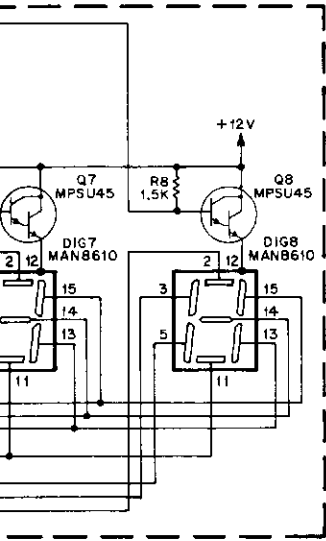 +12V
Q7
MPSU45
R8
1.5K
Q8
MPSU45
DIG7
MAN8610
DIG8
MAN8610
2 12
2 12
15
14
13
11
3
5
15
14
13
11